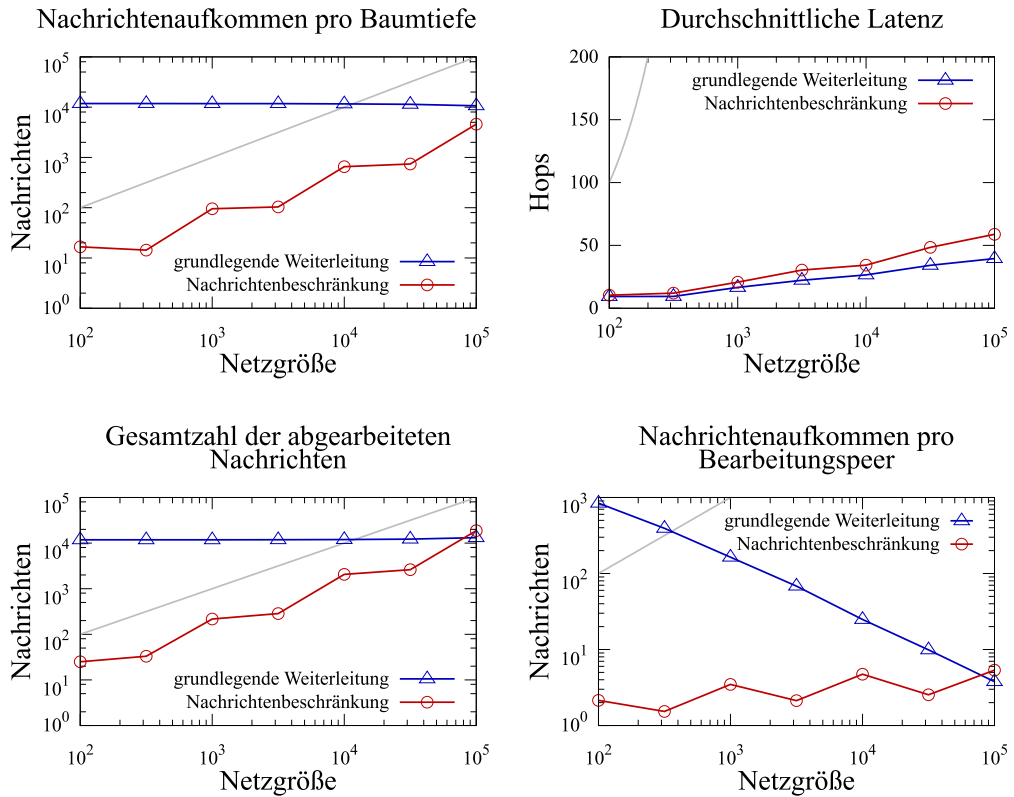 Nachrichtenaufkommen pro Baumtiefe
10^5
10^4
10^3
10^2
10^1
10^0
Nachrichten
grundlegende Weiterleitung
Nachrichtenbeschränkung
10^2 10^3 10^4 10^5
Netzgröße
Durchschnittliche Latenz
200
150
100
50
0
Hops
grundlegende Weiterleitung
Nachrichtenbeschränkung
10^2 10^3 10^4 10^5
Netzgröße
Gesamtzahl der abgearbeiteten
Nachrichten
10^5
10^4
10^3
10^2
10^1
10^0
Nachrichten
grundlegende Weiterleitung
Nachrichtenbeschränkung
10^2 10^3 10^4 10^5
Netzgröße
Nachrichtenaufkommen pro
Bearbeitungspeer
10^3
10^2
10^1
10^0
Nachrichten
grundlegende Weiterleitung
Nachrichtenbeschränkung
10^2 10^3 10^4 10^5
Netzgröße